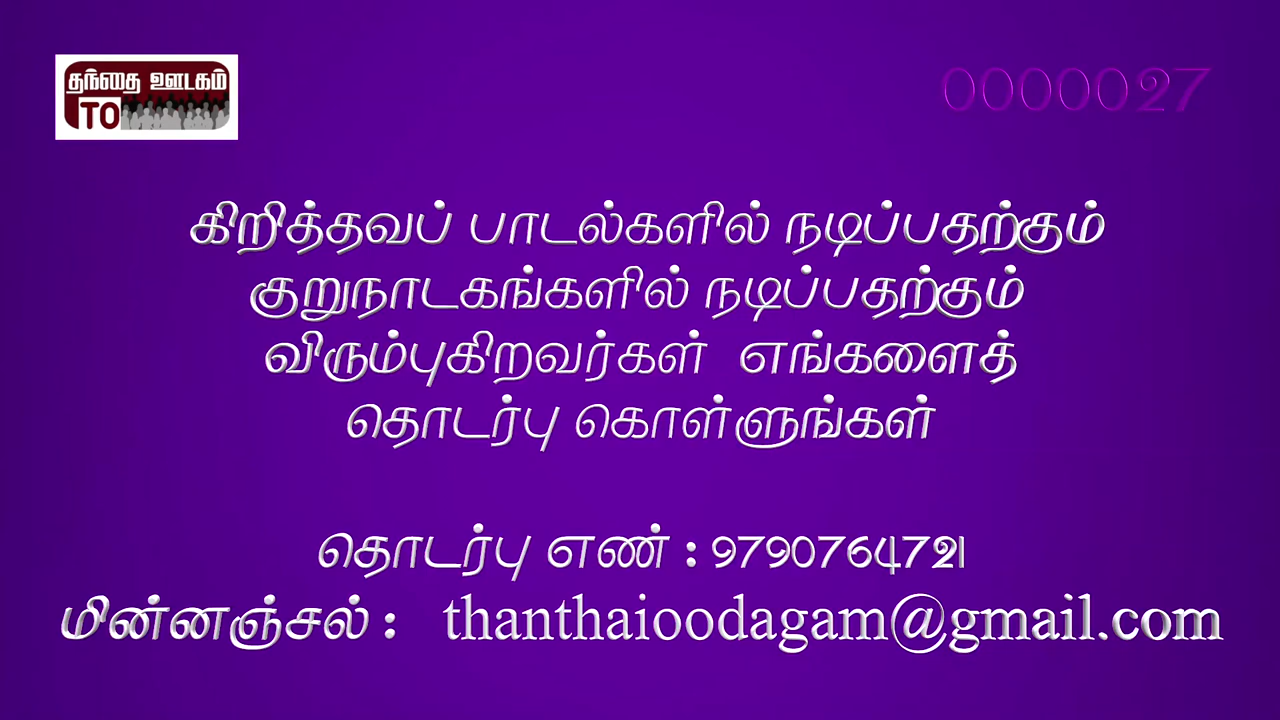 தந்தை ஊடகம்
TO
0000027
கிறித்தவப் பாடல்களில் நடிப்பதற்கும்
குறுநாடகங்களில் நடிப்பதற்கும்
விரும்புகிறவர்கள் எங்களைத்
தொடர்பு கொள்ளுங்கள்
தொடர்பு எண் : 9790764721
மின்னஞ்சல் : thanthaioodagam@gmail.com